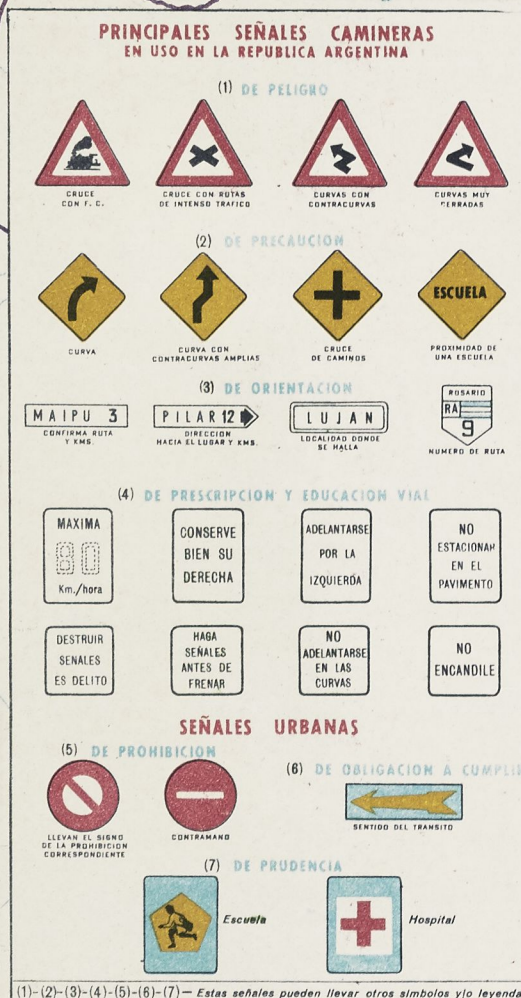 PRINCIPALES SEÑALES CAMINERAS
EN USO EN LA REPUBLICA ARGENTINA
(1) DE PELIGRO
CRUCE
CON F. C.
CRUCE CON RUTAS
DE INTENSO TRAFICO
CURVAS CON
CONTRACURVAS
CURVAS MUY
CERRADAS
(2) DE PRECAUCION
ESCUELA
CURVA
CURVA CON
CONTRACURVAS AMPLIAS
CRUCE
DE CAMINOS
PROXIMIDAD DE
UNA ESCUELA
(3) DE ORIENTACION
MAIPU 3
CONFIRMA RUTA
Y KMS.
PILAR 12
DIRECCION
HACIA EL LUGAR Y KMS.
LUJAN
LOCALIDAD DONDE
SE HALLA
ROSARIO
RA
9
NUMERO DE RUTA
(4) DE PRESCRIPCION Y EDUCACION VIAL
MAXIMA
80
Km./hora
CONSERVE
BIEN SU
DERECHA
ADELANTARSE
POR LA
IZQUIERDA
NO
ESTACIONAR
EN EL
PAVIMENTO
DESTRUIR
SENALES
ES DELITO
HAGA
SEÑALES
ANTES DE
FRENAR
NO
ADELANTARSE
EN LAS
CURVAS
NO
ENCANDILE
SEÑALES URBANAS
(5) DE PROHIBICION
LLEVAN EL SIGNO
DE LA PROHIBICION
CORRESPONDIENTE
CONTRAMANO
(6) DE OBLIGACION A CUMPLIR
SENTIDO DEL TRANSITO
(7) DE PRUDENCIA
Escuela
Hospital
(1)-(2)-(3)-(4)-(5)-(6)-(7)— Estas señales pueden llevar otros simbolos y|o leyenda